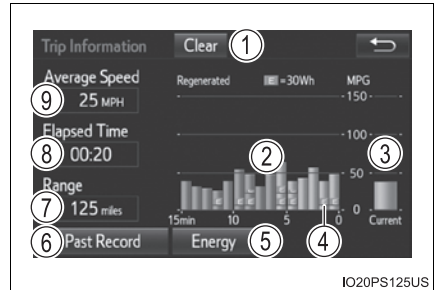 Trip Information Clear 1
Average Speed Regenerated E =30Wh MPG
9 25 MPH 150
Elapsed Time 100
8 00:20 2 3
Range 50
7 125 miles 0
15min 10 5 0 Current
6 Past Record Energy 5 4
IO20PS125US